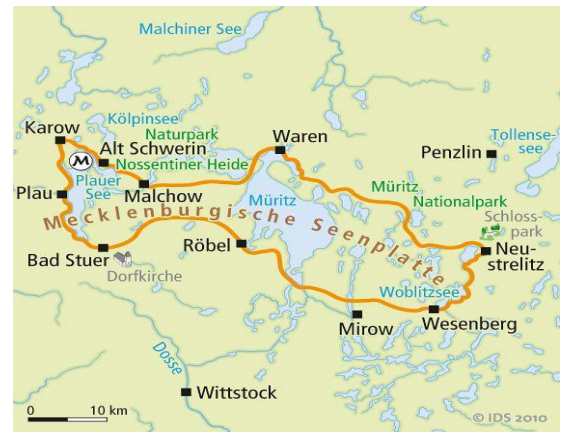 Malchiner See
Kölpinsee
Karow
Naturpark
Waren
Tollense-
see
Alt Schwerin
Penzlin
M
Nossentiner Heide
Plauer
See
Malchow
Müritz
Nationalpark
Plau
Müritz
Schloss-
park
Mecklenburgische Seenplatte
Röbel
Neu-
strelitz
Bad Stuer
Dorfkirche
Woblitzsee
Mirow
Wesenberg
Dosse
Wittstock
0 10 km
© IDS 2010